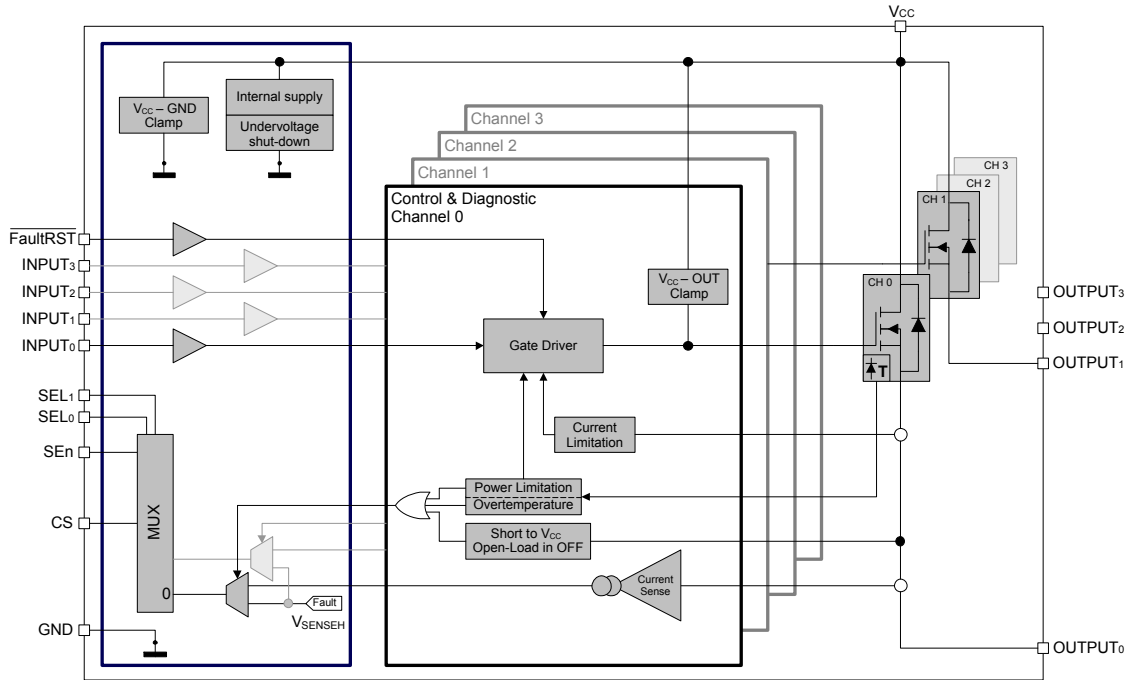 VCC
VCC – GND
Clamp
Internal supply
Undervoltage
shut-down
Channel 3
Channel 2
Channel 1
Control & Diagnostic
Channel 0
CH 3
CH 2
CH 1
CH 0
T
FaultRST
INPUT3
INPUT2
INPUT1
INPUT0
VCC – OUT
Clamp
Gate Driver
OUTPUT3
OUTPUT2
OUTPUT1
SEL1
SEL0
SEn
MUX
CS
0
GND
Current
Limitation
Power Limitation
Overtemperature
Short to VCC
Open-Load in OFF
Current
Sense
Fault
VSENSEH
OUTPUT0